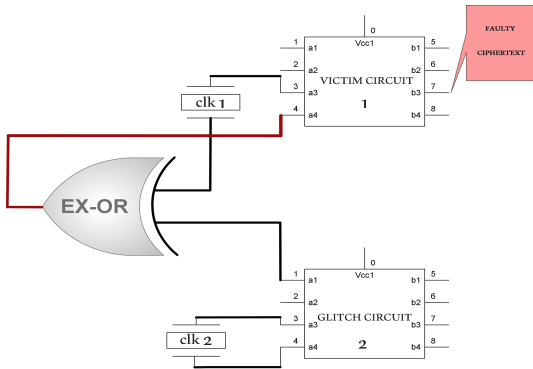 FAULTY
CIPHERTEXT
0
Vcc1
1 a1 b1 5
2 a2 b2 6
3 a3 b3 7
4 a4 b4 8
VICTIM CIRCUIT
1
clk 1
EX-OR
0
Vcc1
1 a1 b1 5
2 a2 b2 6
3 a3 b3 7
4 a4 b4 8
GLITCH CIRCUIT
2
clk 2